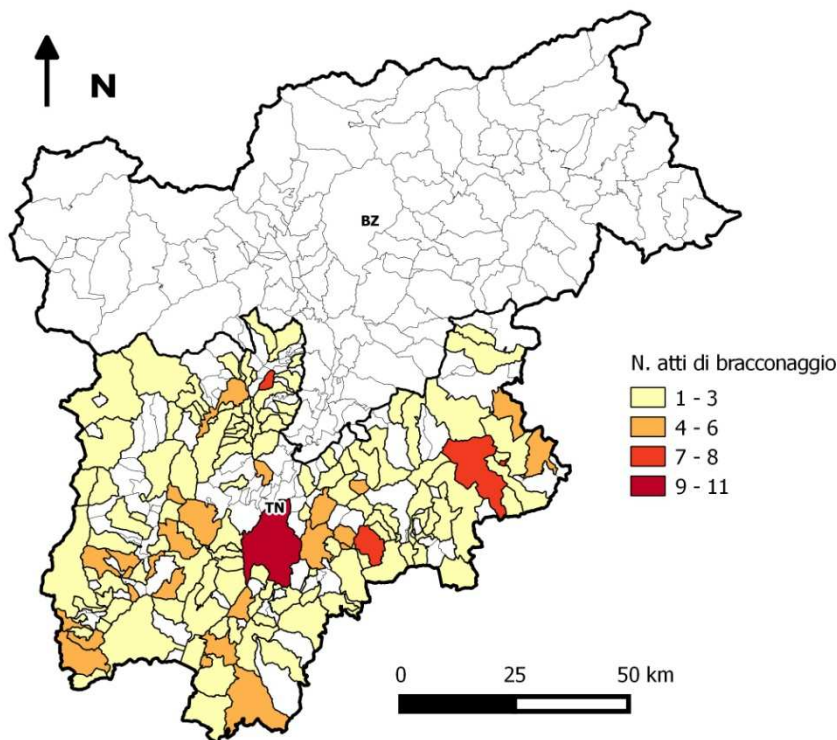 N
BZ
N. atti di bracconaggio
1 - 3
4 - 6
7 - 8
9 - 11
TN
0 25 50 km